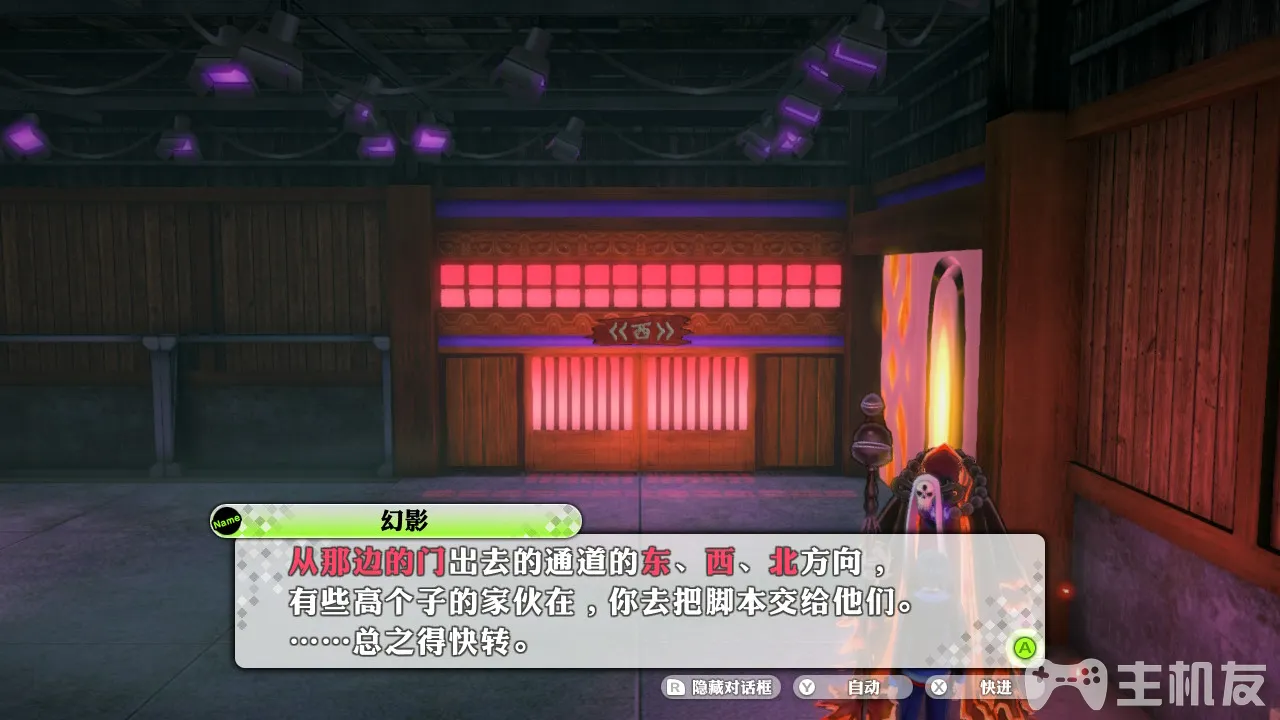 《西》
Name
幻影
从那边的门出去的通道的东、西、北方向，
有些高个子的家伙在，你去把脚本交给他们。
……总之得快转。
A
R 隐藏对话框 Y 自动 X 快进
主机友